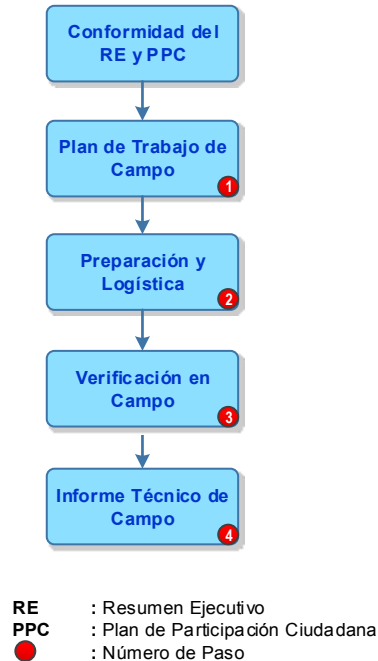 Conformidad del
RE y PPC
Plan de Trabajo de
Campo
1
Preparación y
Logística
2
Verificación en
Campo
3
Informe Técnico de
Campo
4
RE : Resumen Ejecutivo
PPC : Plan de Participación Ciudadana
: Número de Paso